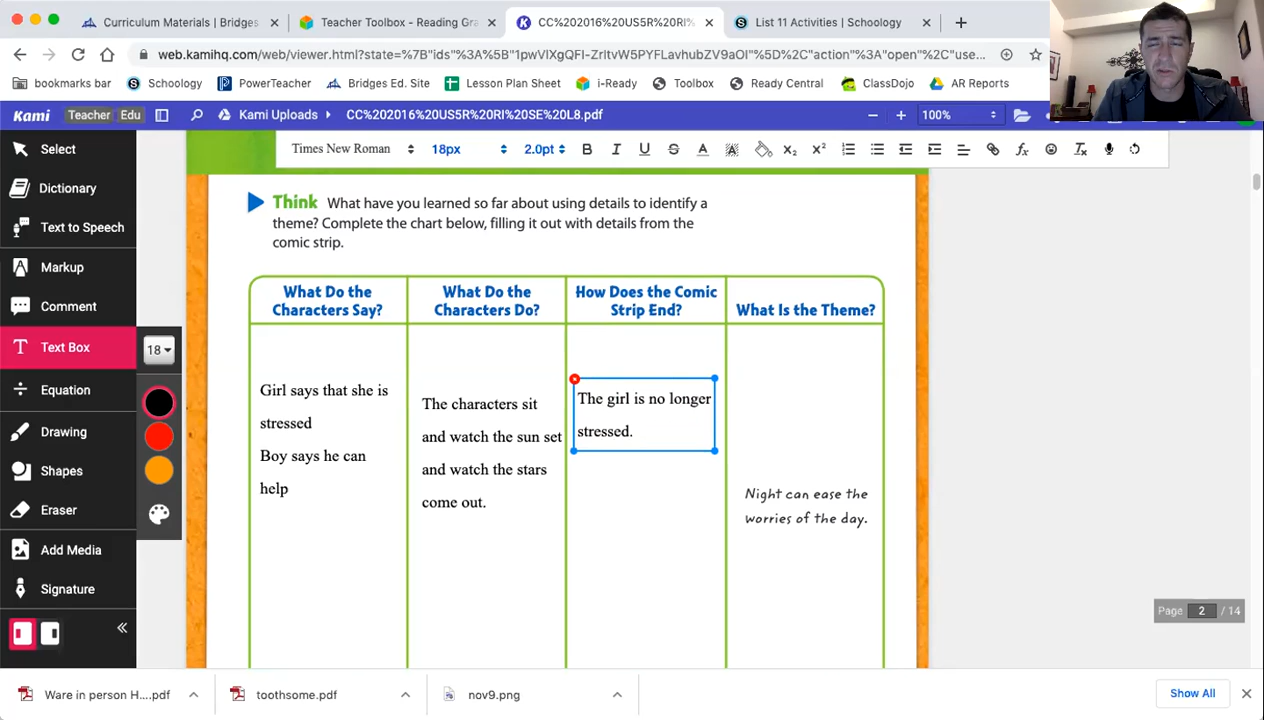 Curriculum Materials | Bridges
Teacher Toolbox - Reading Gra
CC%202016%20US5R%20RI%
List 11 Activities | Schoology
web.kamihq.com/web/viewer.html?state=%7B"ids"%3A%5B"1pwVlXgQFI-ZrltvW5PYFLavhubZV9aOI"%5D%2C"action"%3A"open"%2C"use...
bookmarks bar
Schoology
PowerTeacher
Bridges Ed. Site
Lesson Plan Sheet
i-Ready
Toolbox
Ready Central
ClassDojo
AR Reports
Kami
Teacher
Edu
Kami Uploads
CC%202016%20US5R%20RI%20SE%20L8.pdf
100%
Select
Dictionary
Text to Speech
Markup
Comment
Text Box
Equation
Drawing
Shapes
Eraser
Add Media
Signature
18
Times New Roman
18px
2.0pt
B I U S A A X₂ X²
Think What have you learned so far about using details to identify a
theme? Complete the chart below, filling it out with details from the
comic strip.
What Do the
Characters Say?
What Do the
Characters Do?
How Does the Comic
Strip End?
What Is the Theme?
Girl says that she is
stressed
Boy says he can
help
The characters sit
and watch the sun set
and watch the stars
come out.
The girl is no longer
stressed.
Night can ease the
worries of the day.
Page 2 / 14
Ware in person H....pdf
toothsome.pdf
nov9.png
Show All